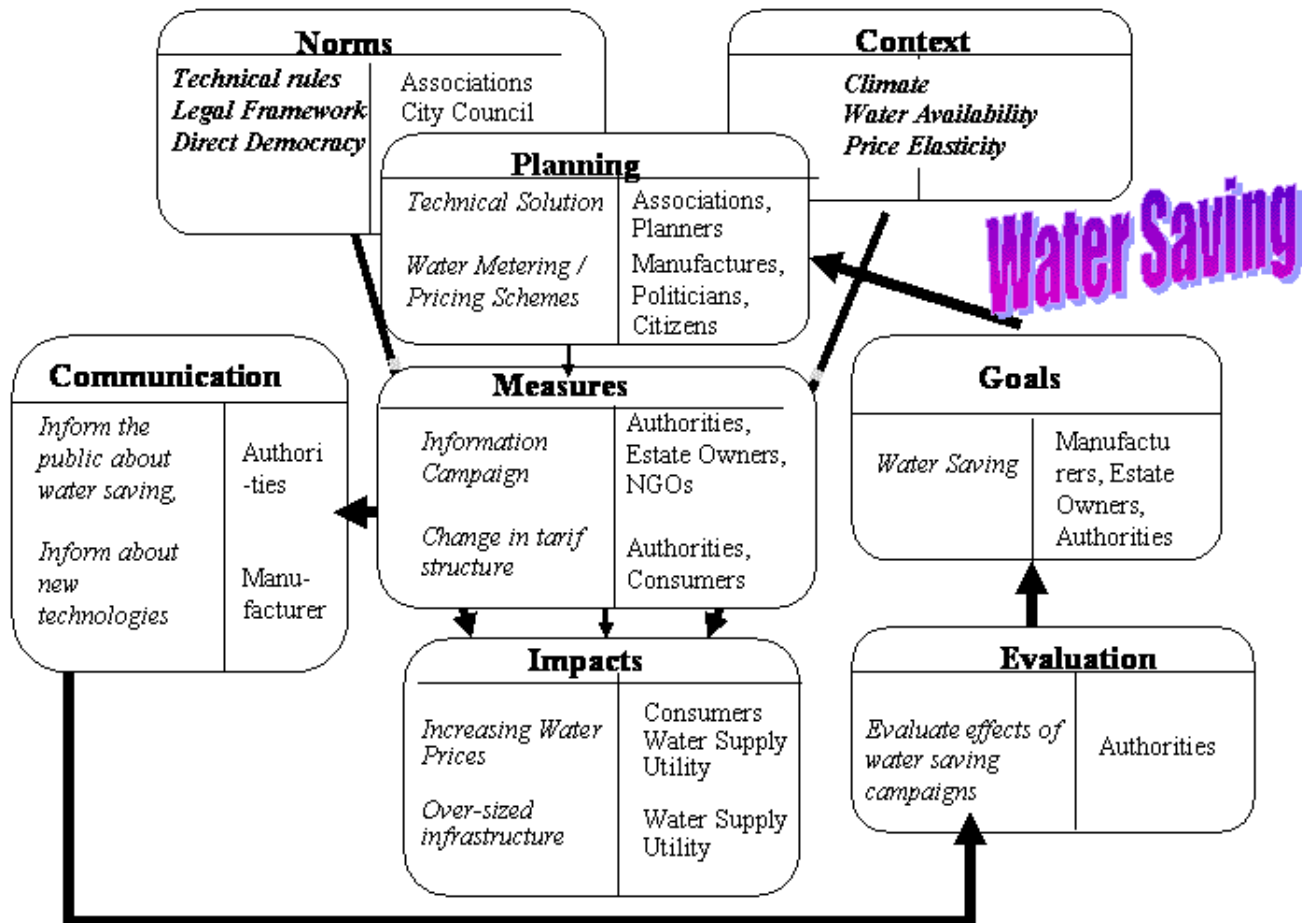 Norms
Technical rules
Legal Framework
Direct Democracy
Associations
City Council
Context
Climate
Water Availability
Price Elasticity
Planning
Technical Solution
Associations,
Planners
Water Metering /
Pricing Schemes
Manufactures,
Politicians,
Citizens
Water Saving
Communication
Inform the
public about
water saving,
Authori
-ties
Inform about
new
technologies
Manu-
facturer
Measures
Information
Campaign
Authorities,
Estate Owners,
NGOs
Change in tarif
structure
Authorities,
Consumers
Goals
Water Saving
Manufactu
rers, Estate
Owners,
Authorities
Impacts
Increasing Water
Prices
Consumers
Water Supply
Utility
Over-sized
infrastructure
Water Supply
Utility
Evaluation
Evaluate effects of
water saving
campaigns
Authorities